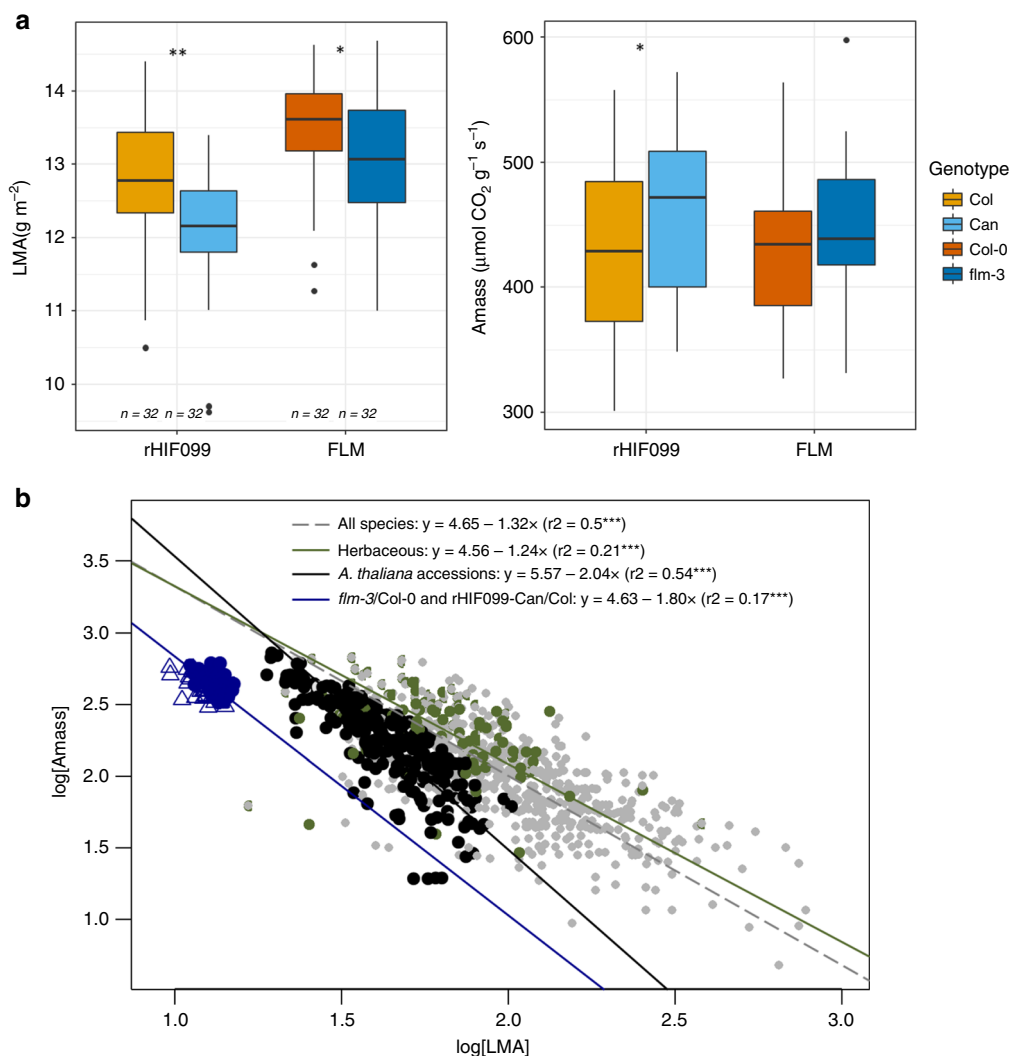 a
LMA(g m⁻²)
14
13
12
11
10
**
*
n = 32 n = 32
n = 32 n = 32
rHIF099
FLM
Amass (µmol CO₂ g⁻¹ s⁻¹)
600
500
400
300
*
rHIF099
FLM
Genotype
Col
Can
Col-0
flm-3
b
All species: y = 4.65 – 1.32× (r2 = 0.5***)
Herbaceous: y = 4.56 – 1.24× (r2 = 0.21***)
A. thaliana accessions: y = 5.57 – 2.04× (r2 = 0.54***)
flm-3/Col-0 and rHIF099-Can/Col: y = 4.63 – 1.80× (r2 = 0.17***)
log[Amass]
3.5
3.0
2.5
2.0
1.5
1.0
1.0
1.5
2.0
2.5
3.0
log[LMA]